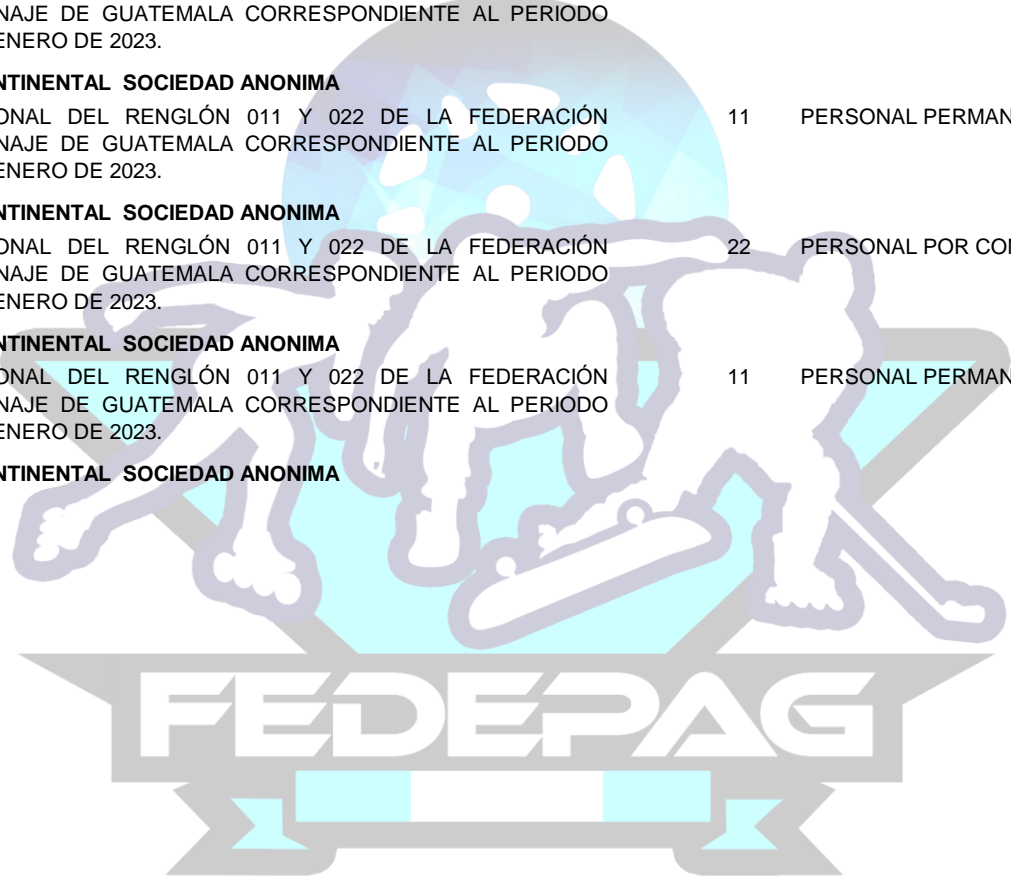 NAJE DE GUATEMALA CORRESPONDIENTE AL PERIODO
ENERO DE 2023.
NTINENTAL SOCIEDAD ANONIMA
ONAL DEL RENGLÓN 011 Y 022 DE LA FEDERACIÓN 11 PERSONAL PERMAN
NAJE DE GUATEMALA CORRESPONDIENTE AL PERIODO
ENERO DE 2023.
NTINENTAL SOCIEDAD ANONIMA
ONAL DEL RENGLÓN 011 Y 022 DE LA FEDERACIÓN 22 PERSONAL POR CON
NAJE DE GUATEMALA CORRESPONDIENTE AL PERIODO
ENERO DE 2023.
NTINENTAL SOCIEDAD ANONIMA
ONAL DEL RENGLÓN 011 Y 022 DE LA FEDERACIÓN 11 PERSONAL PERMAN
NAJE DE GUATEMALA CORRESPONDIENTE AL PERIODO
ENERO DE 2023.
NTINENTAL SOCIEDAD ANONIMA
FEDEPAG